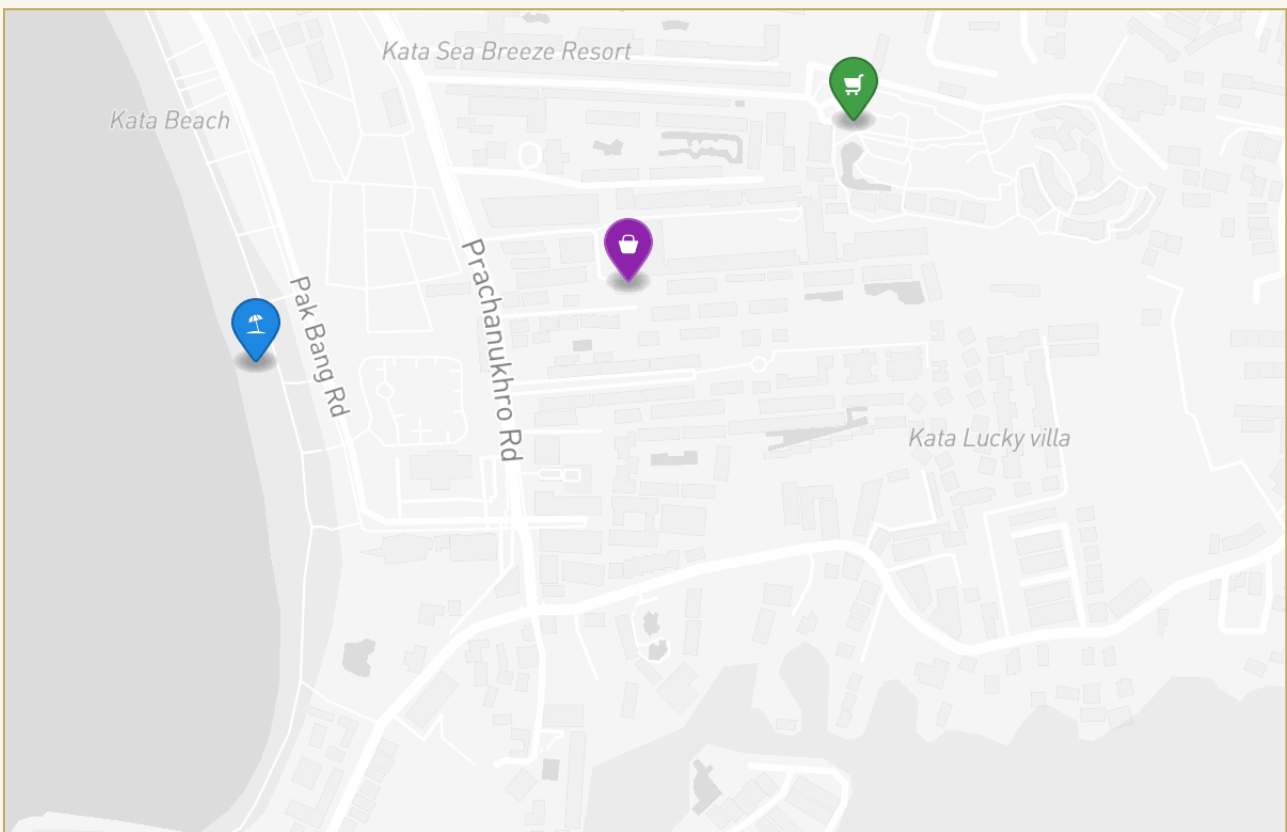 Kata Sea Breeze Resort
Kata Beach
Pak Bang Rd
Prachanukhro Rd
Kata Lucky villa